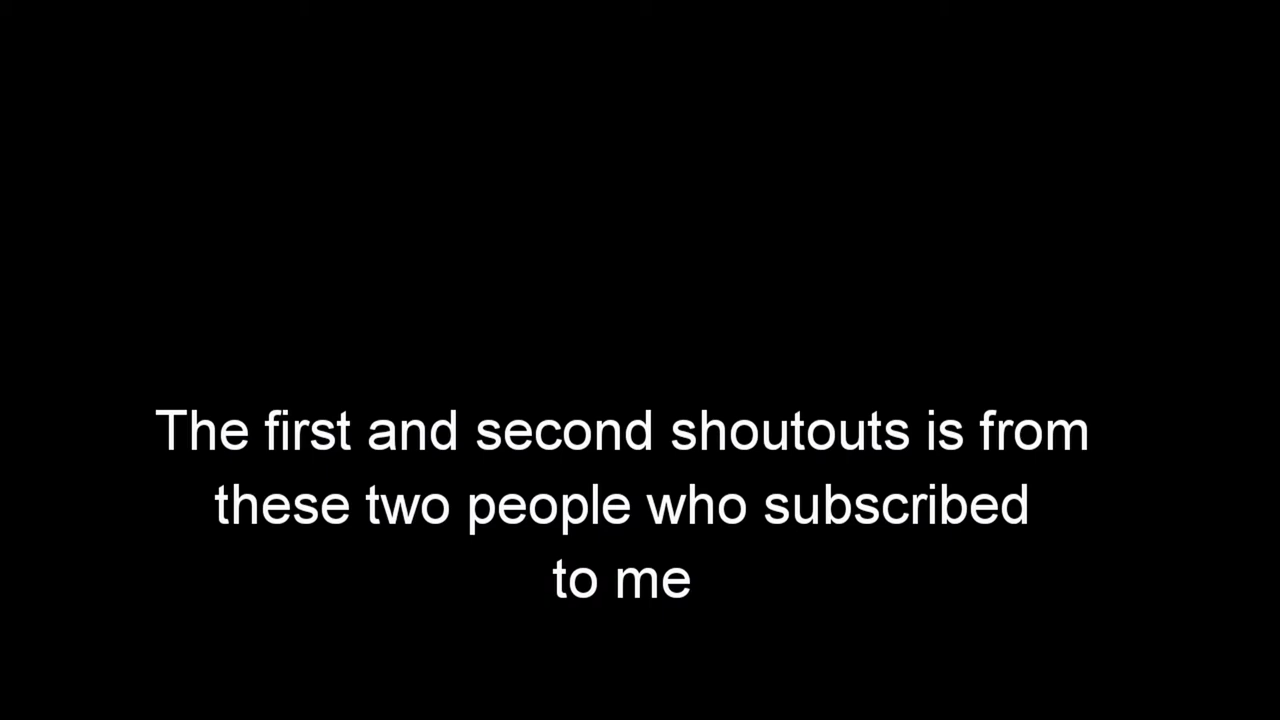 The first and second shoutouts is from
these two people who subscribed
to me